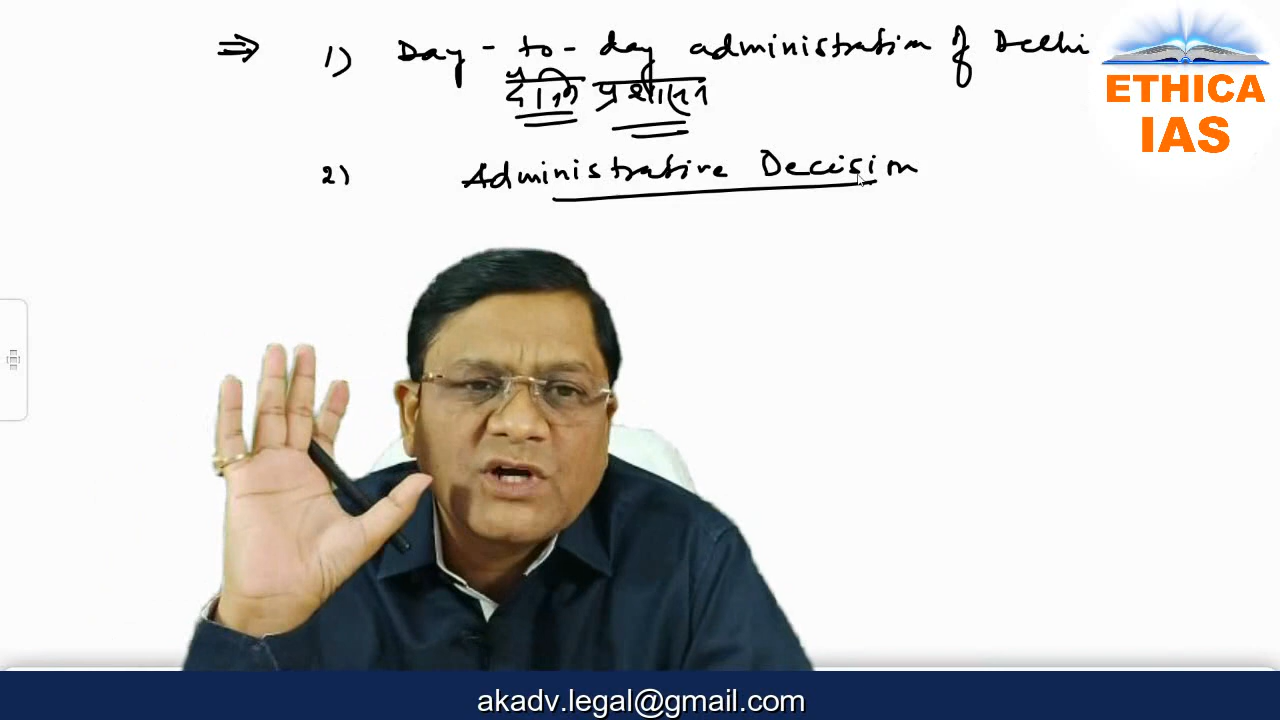 ⇒ 1) Day - to - day administration of Delhi
दैनिक प्रशासन
2) Administrative Decision
ETHICA
IAS
akadv.legal@gmail.com